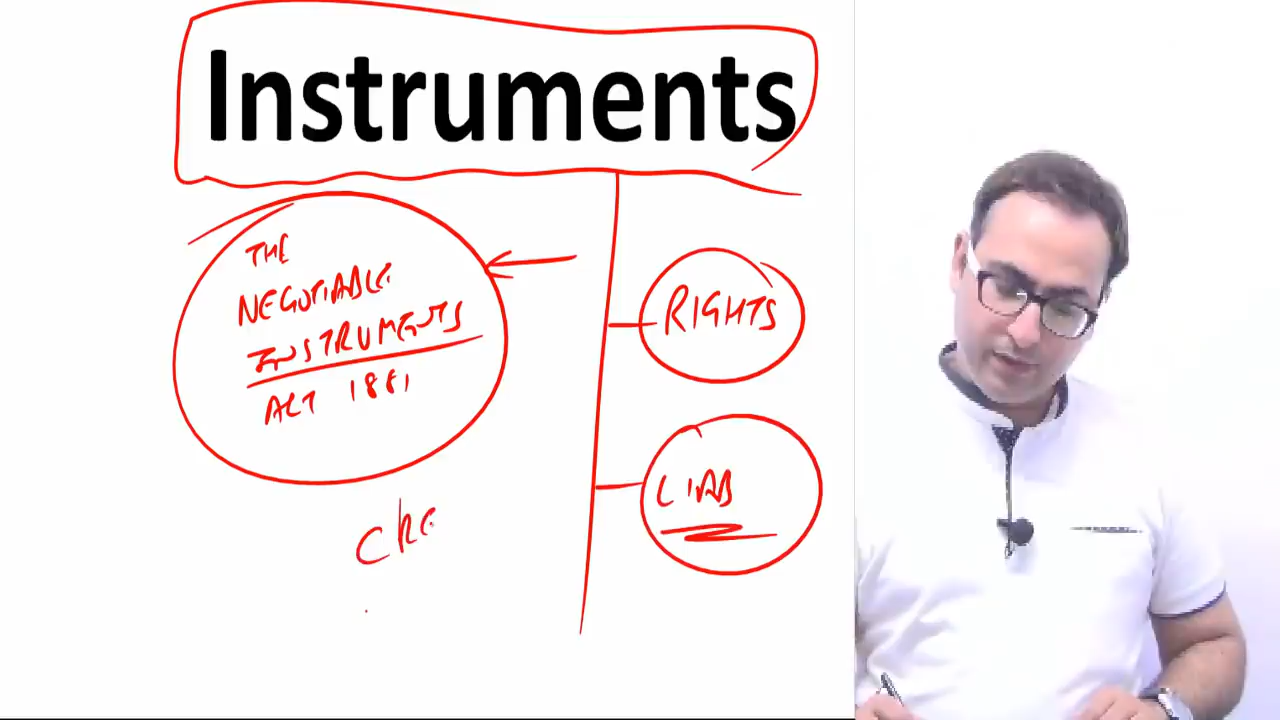 Instruments
THE
NEGOTIABLE
INSTRUMENTS
ACT 1881
RIGHTS
LIAB